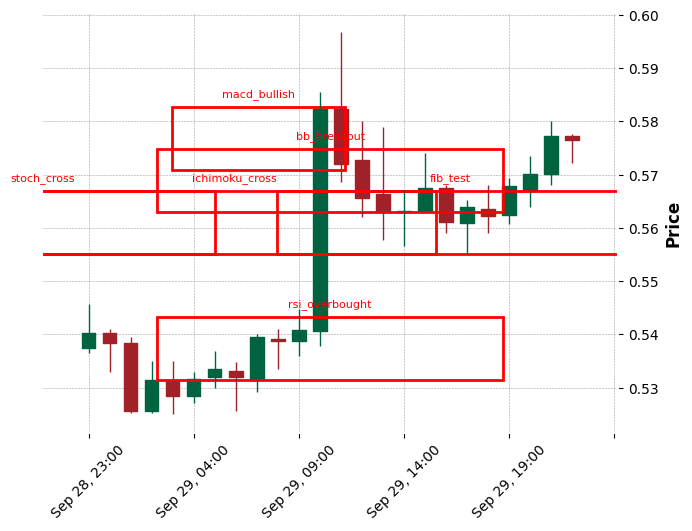 0.60
0.59
macd_bullish
0.58
bb_breakout
0.57
stoch_cross
ichimoku_cross
fib_test
0.56
Price
0.55
rsi_overbought
0.54
0.53
Sep 28, 23:00
Sep 29, 04:00
Sep 29, 09:00
Sep 29, 14:00
Sep 29, 19:00